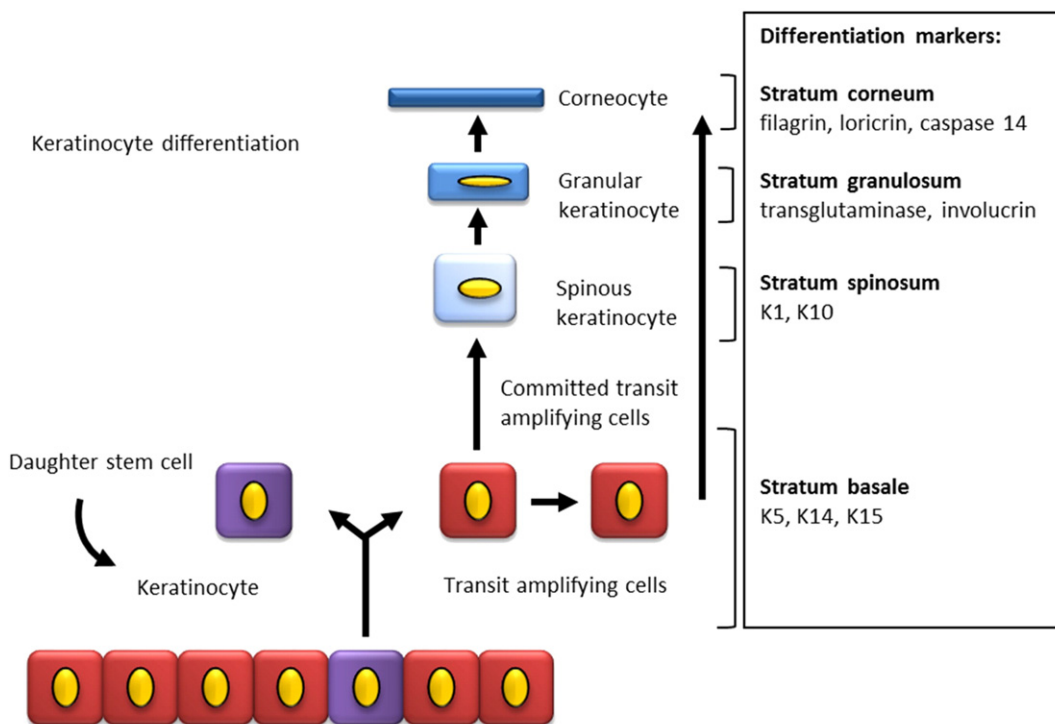 Keratinocyte differentiation
Corneocyte
Granular
keratinocyte
Spinous
keratinocyte
Committed transit
amplifying cells
Daughter stem cell
Keratinocyte
Transit amplifying cells
Differentiation markers:
Stratum corneum
filagrin, loricrin, caspase 14
Stratum granulosum
transglutaminase, involucrin
Stratum spinosum
K1, K10
Stratum basale
K5, K14, K15